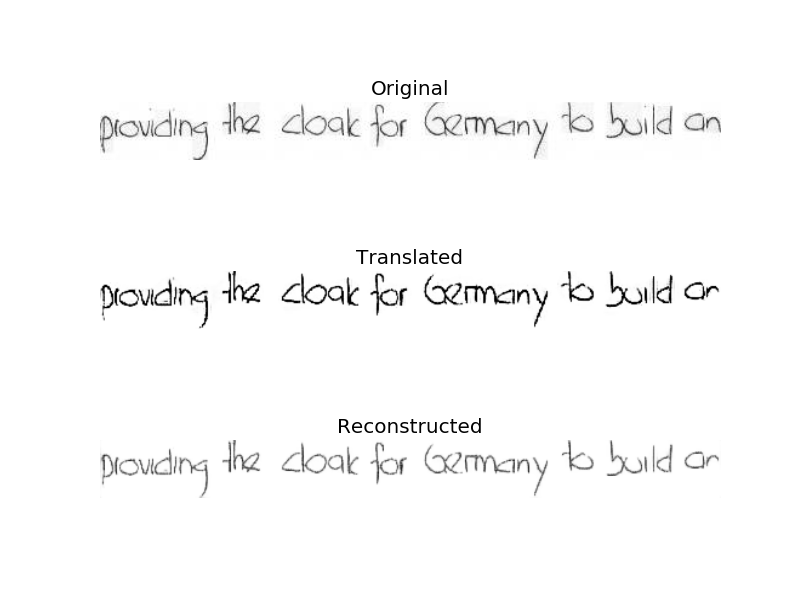 Original
providing the cloak for Germany to build an
Translated
providing the cloak for Germany to build an
Reconstructed
providing the cloak for Germany to build an